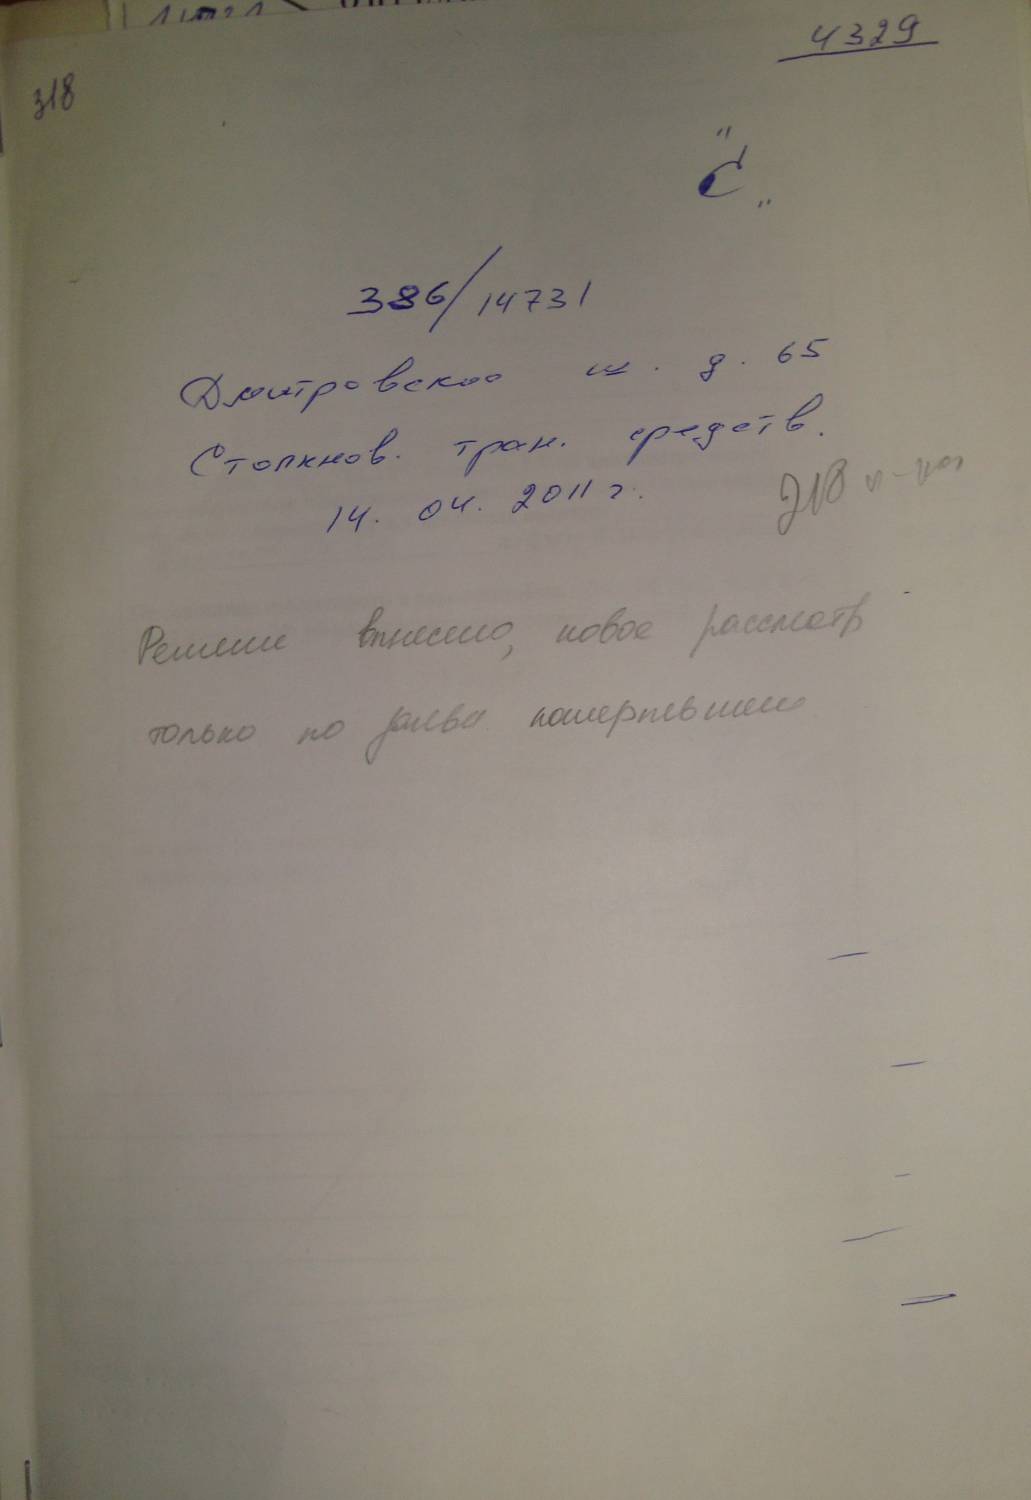 4329
318
"С"
386/14731
Дмитровское ш. д. 65
Столкнов. тран. средств.
14. 04. 2011 г.
Решение вынесено, новое рассмотр
только по заяве потерпевшего